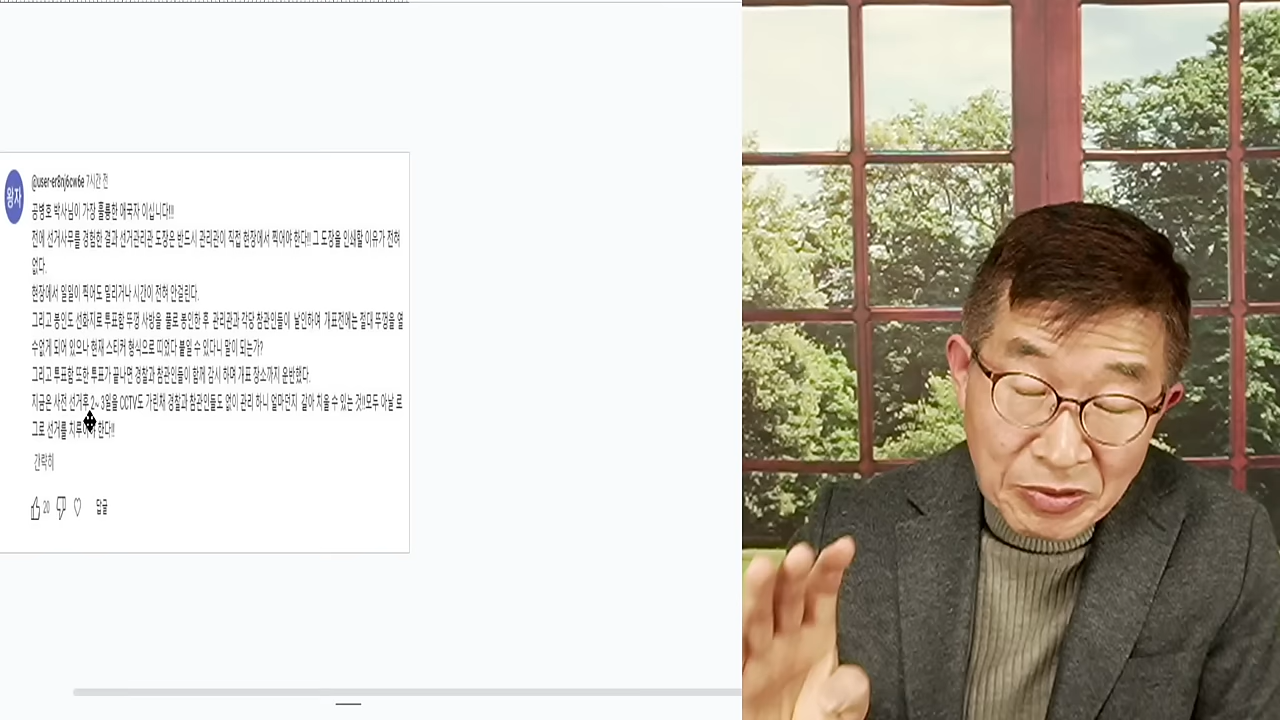 왕자
@user-er8nj6cw6e 7시간 전
공병호 박사님이 가장 훌륭한 애국자 이십니다!!!
전에 선거사무를 경험한 결과 선거관리관 도장은 반드시 관리관이 직접 현장에서 찍어야 한다!! 그 도장을 인쇄할 이유가 전혀
없다.
현장에서 일일이 찍어도 밀리거나 시간이 전혀 안걸린다.
그리고 봉인도 선화지로 투표함 뚜껑 사방을 풀로 봉인한 후 관리관과 각당 참관인들이 날인하여 개표전에는 절대 뚜껑을 열
수없게 되어 있으나 현재 스티커 형식으로 띠었다 붙일 수 있다니 말이 되는가?
그리고 투표함 또한 투표가 끝나면 경찰과 참관인들이 함께 감시 하며 개표 장소까지 운반했다.
지금은 사전 선거후 2~ 3일을 CCTV도 가린채 경찰과 참관인들도 없이 관리 하니 얼마던지 갈아 치울 수 있는 것!!모두 아날 로
그로 선거를 한다!!
간략히
20 답글